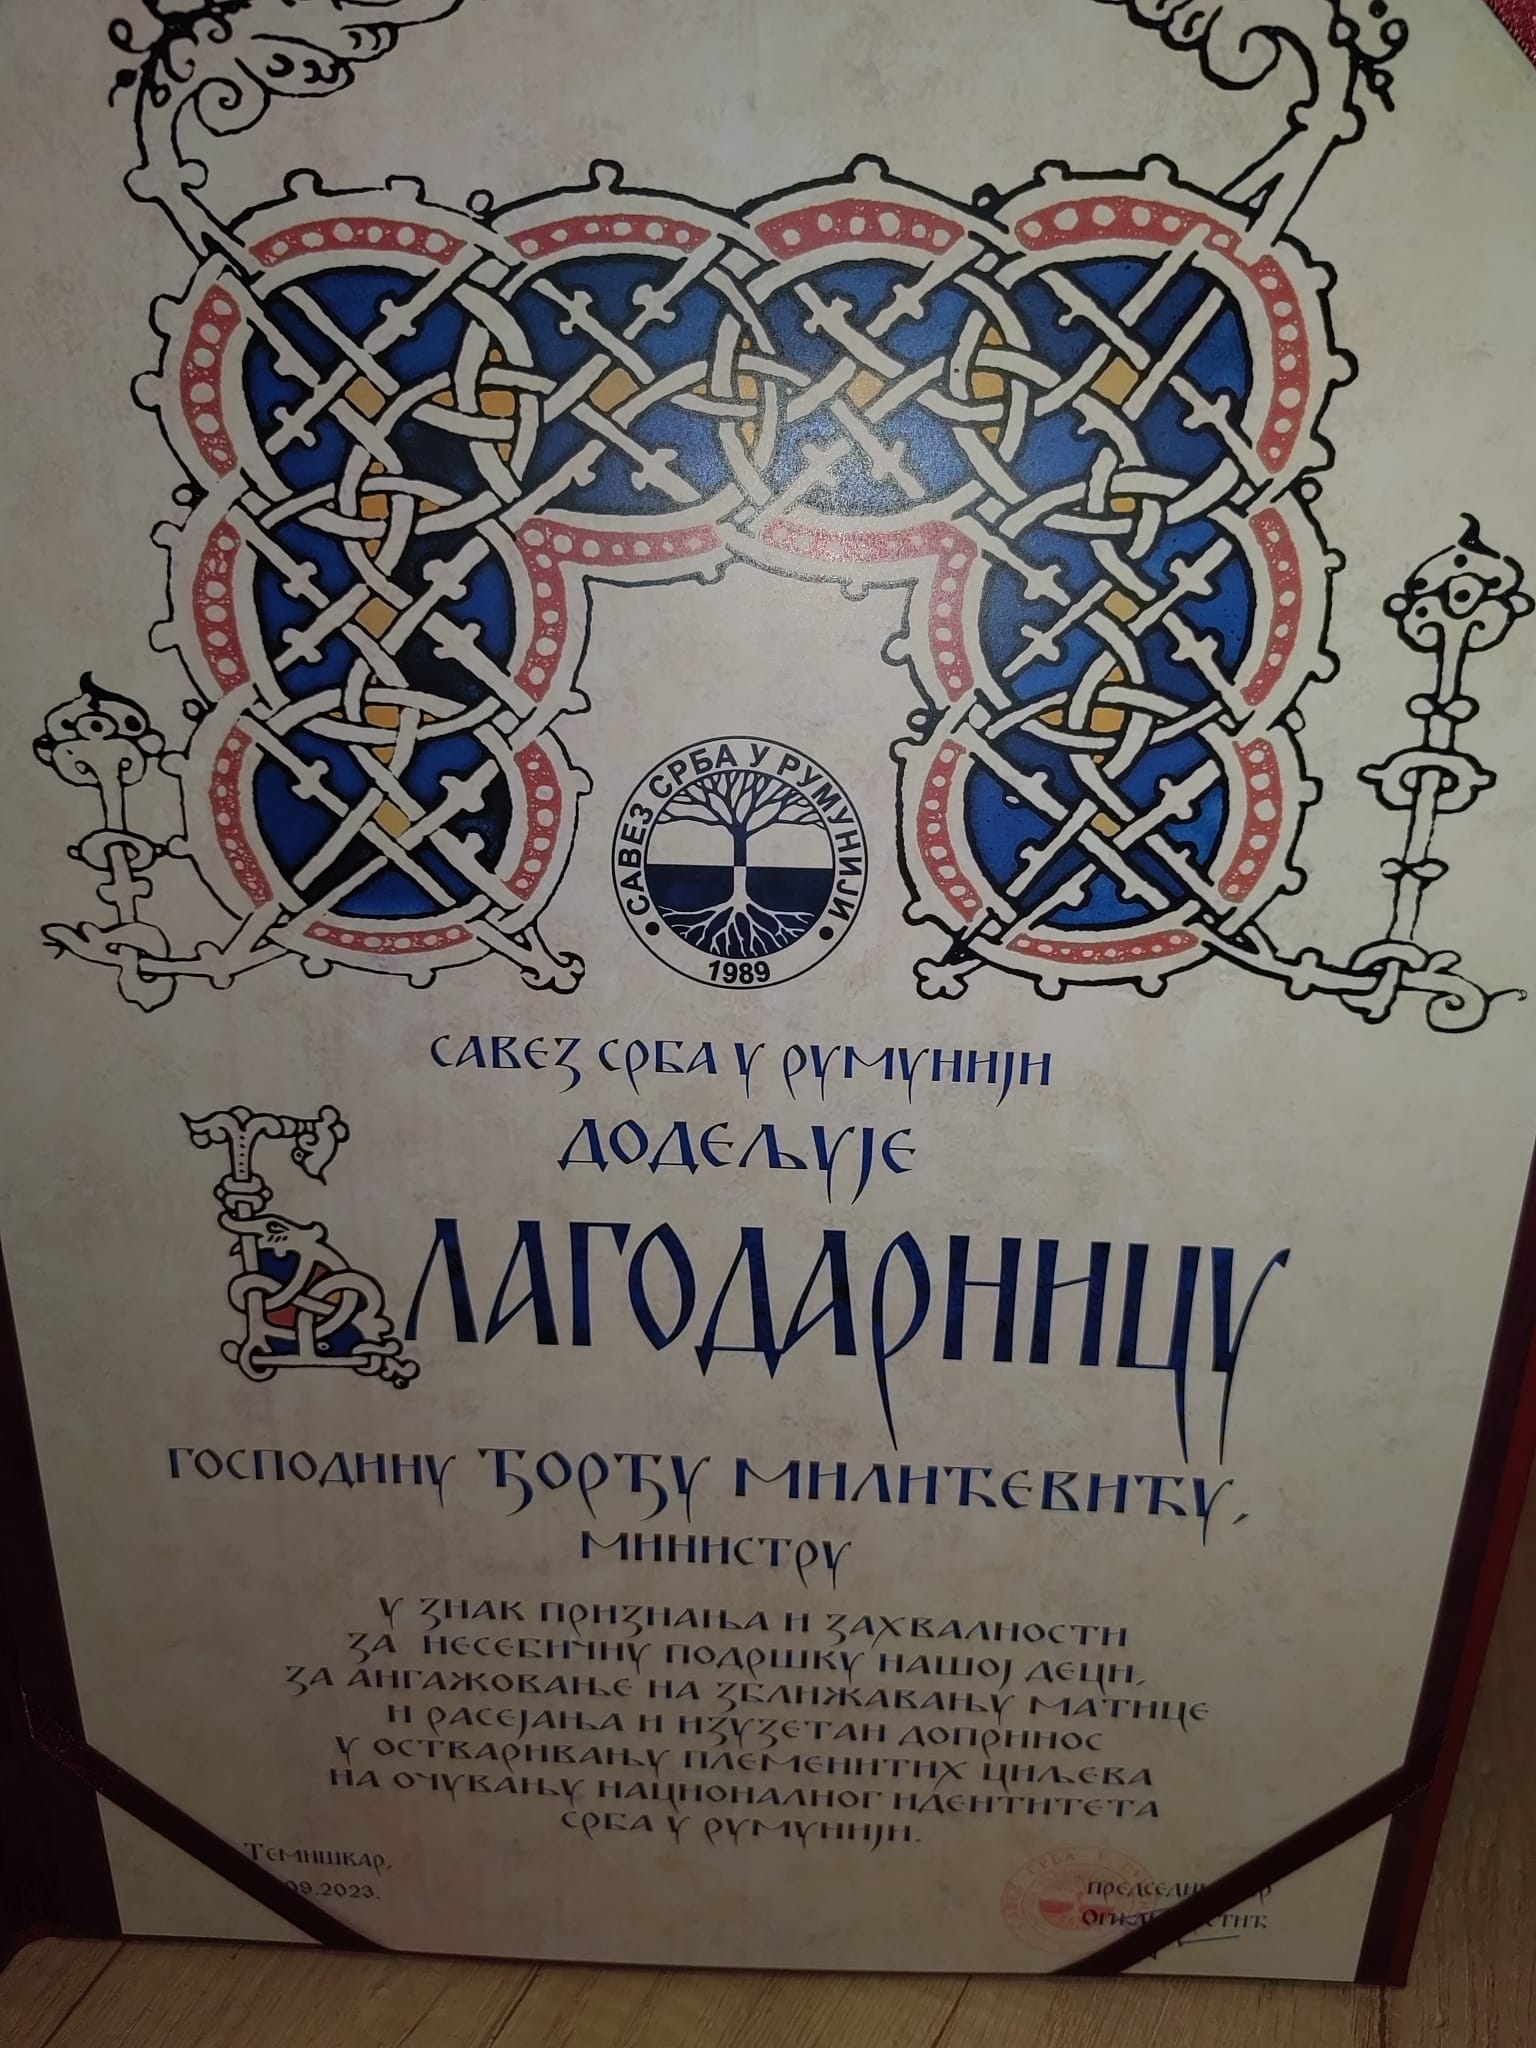 САВЕЗ СРБА У РУМУНИЈИ
1989
САВЕЗ СРБА У РУМУНИЈИ
ДОДЕЉУЈЕ
БЛАГОДАРНИЦУ
ГОСПОДИНУ ЂОРЂУ МИЛИЋЕВИЋУ,
МИНИСТРУ
У ЗНАК ПРИЗНАЊА И ЗАХВАЛНОСТИ
ЗА НЕСЕБИЧНУ ПОДРШКУ НАШОЈ ДЕЦИ,
ЗА АНГАЖОВАЊЕ НА ЗБЛИЖАВАЊУ МАТИЦЕ
И РАСЕЈАЊА И ИЗУЗЕТАН ДОПРИНОС
У ОСТВАРИВАЊУ ПЛЕМЕНИТИХ ЦИЉЕВА
НА ОЧУВАЊУ НАЦИОНАЛНОГ ИДЕНТИТЕТА
СРБА У РУМУНИЈИ.
ТЕМИШВАР,
09.2023.